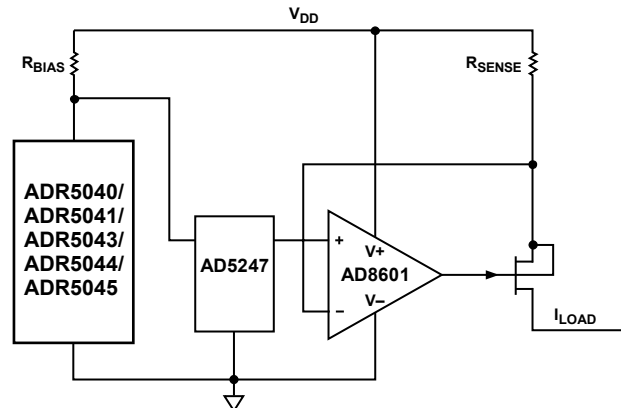 VDD
RBIAS
RSENSE
ADR5040/
ADR5041/
ADR5043/
ADR5044/
ADR5045
AD5247
+
V+
AD8601
V–
–
ILOAD